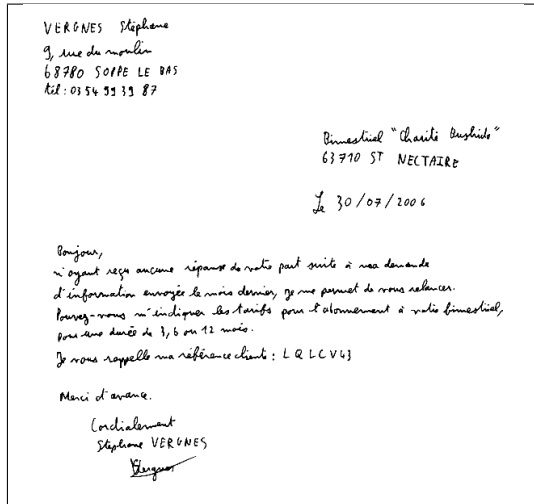 VERGNES Stéphane
9, rue du moulin
68780 SOPPE LE BAS
tél : 03 54 99 39 87
Bimestriel "Charité Bushido"
63710 ST NECTAIRE
Le 30/07/2006
Bonjour,
n'ayant reçu aucune réponse de votre part suite à ma demande
d'information envoyée le mois dernier, je me permet de vous relancer.
Pouvez-vous m'indiquer les tarifs pour l'abonnement à votre bimestriel,
pour une durée de 3, 6 ou 12 mois.
Je vous rappelle ma référence cliente : LQLCV43
Merci d'avance.
Cordialement
Stéphane VERGNES
Vergnes